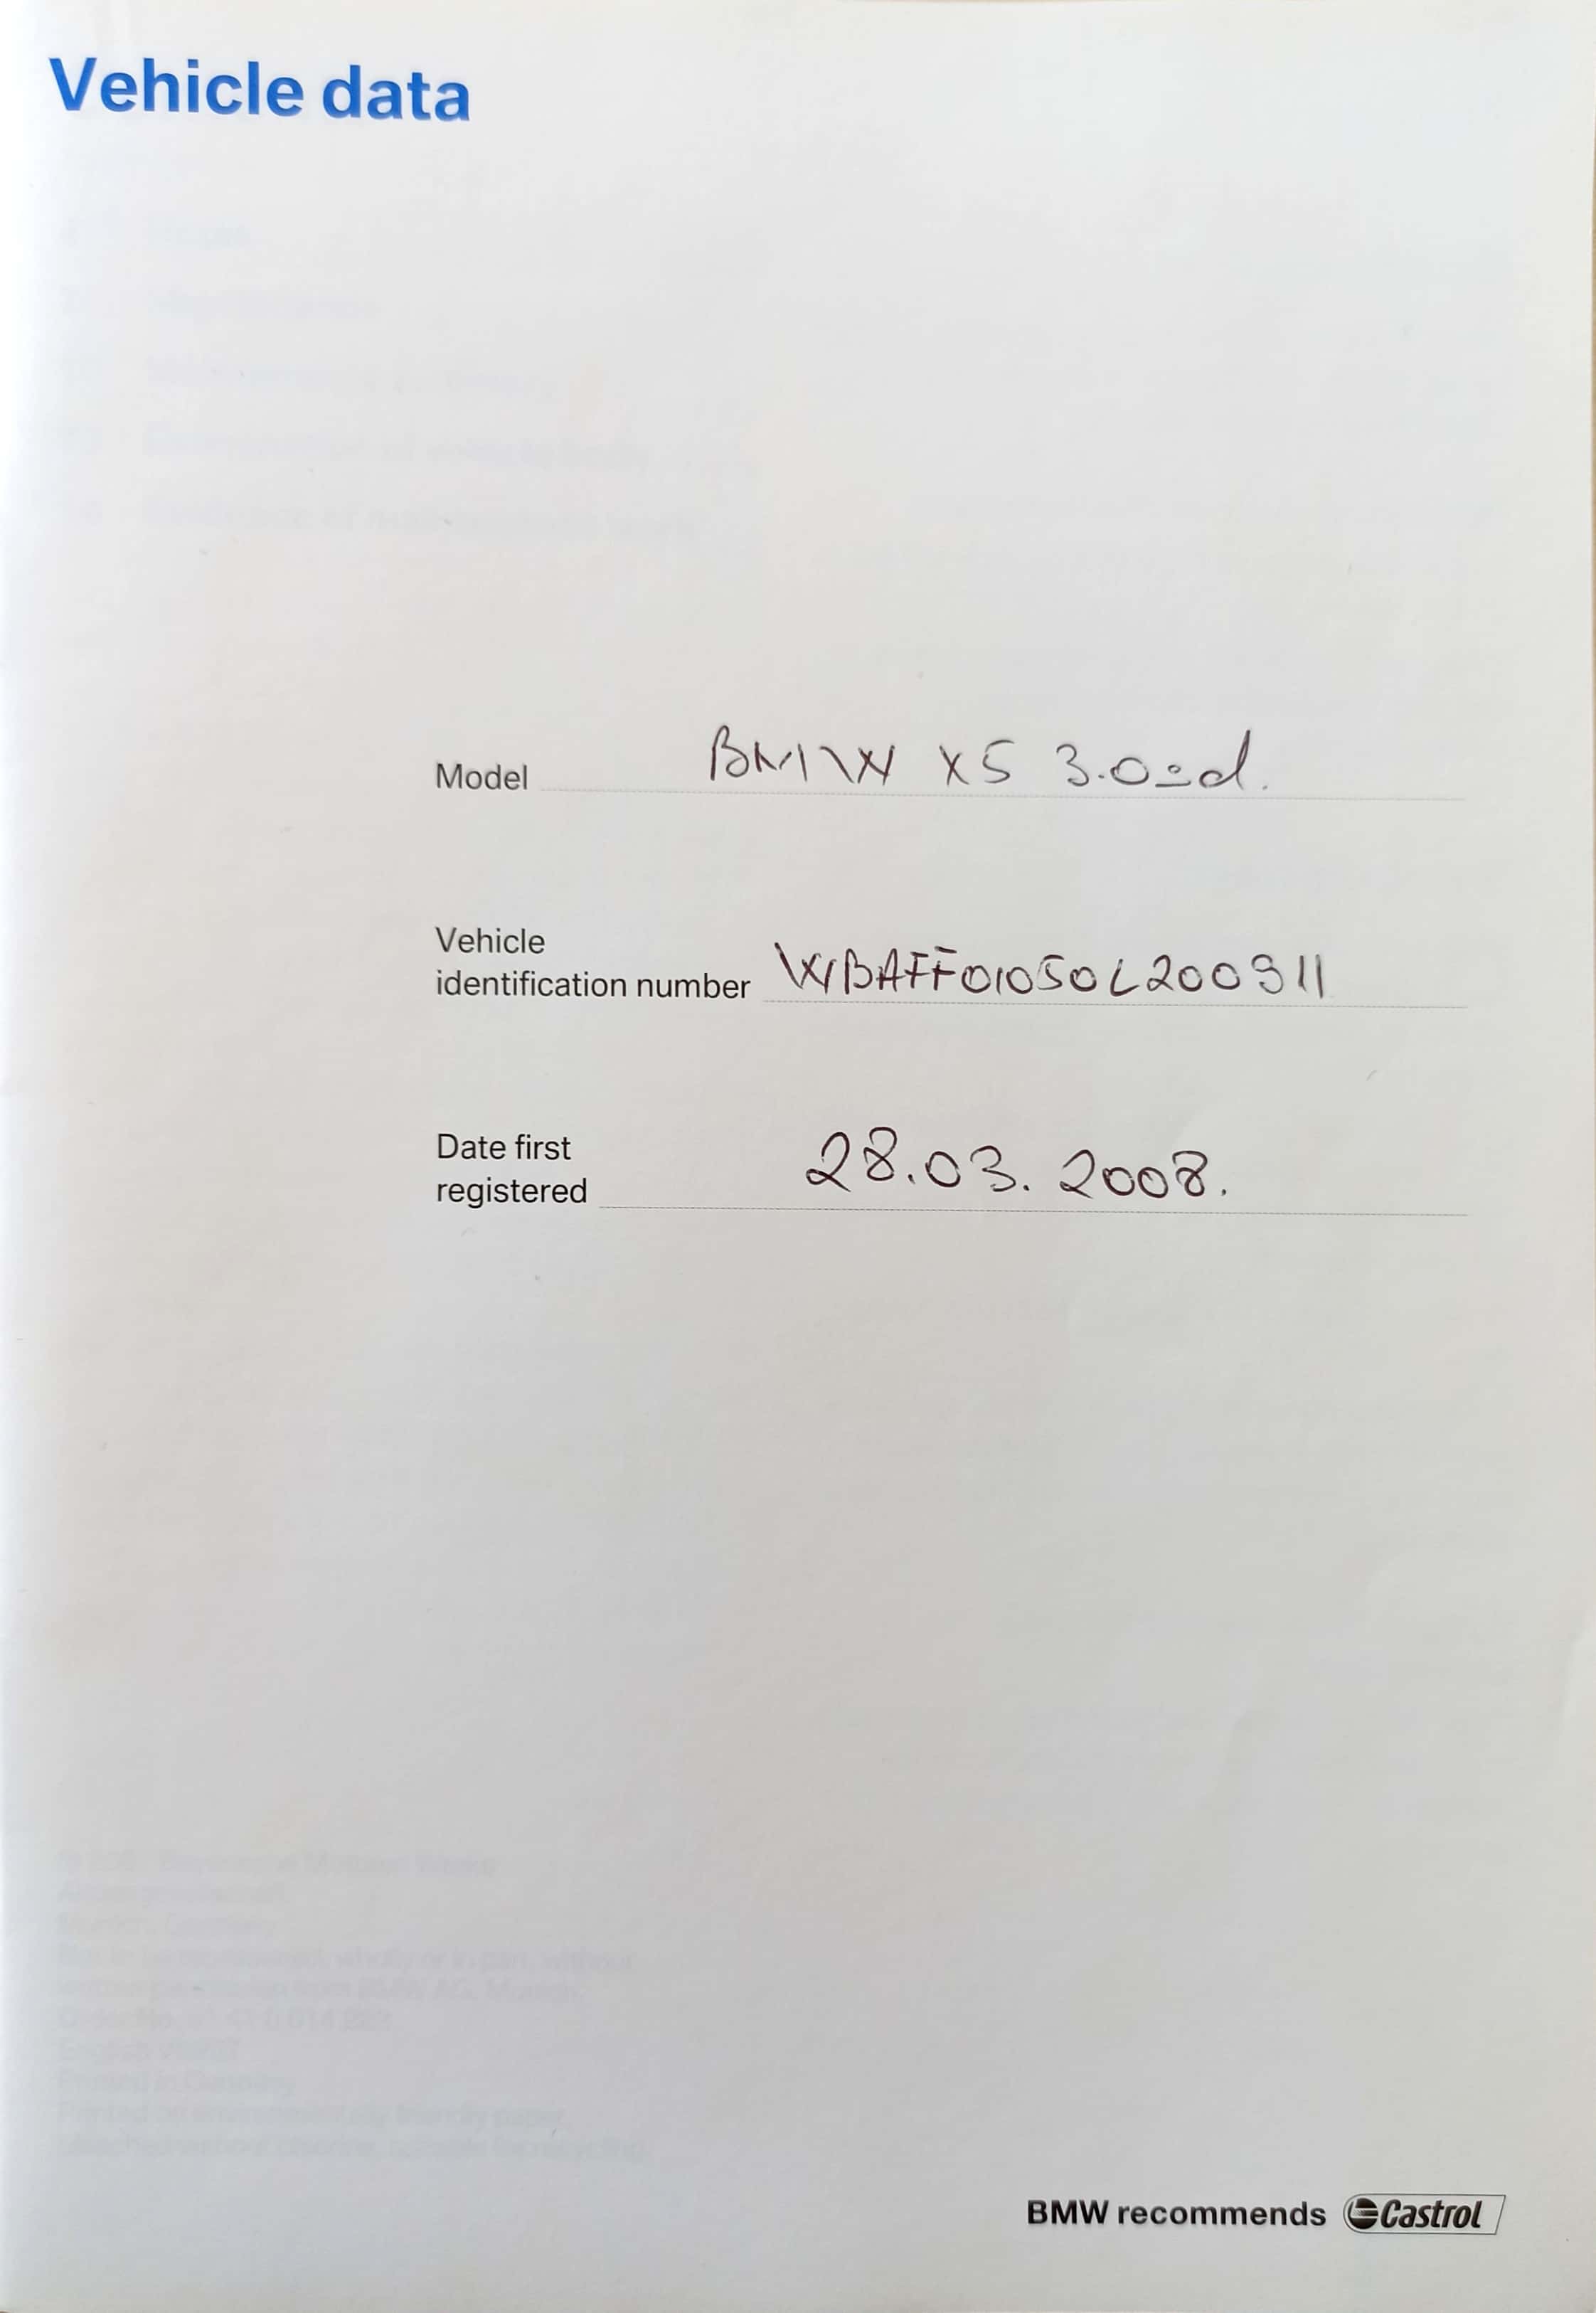 Vehicle data
Model BMW X5 3.0sd.
Vehicle
identification number WBAFF01050L200911
Date first
registered 28.03.2008.
BMW recommends Castrol